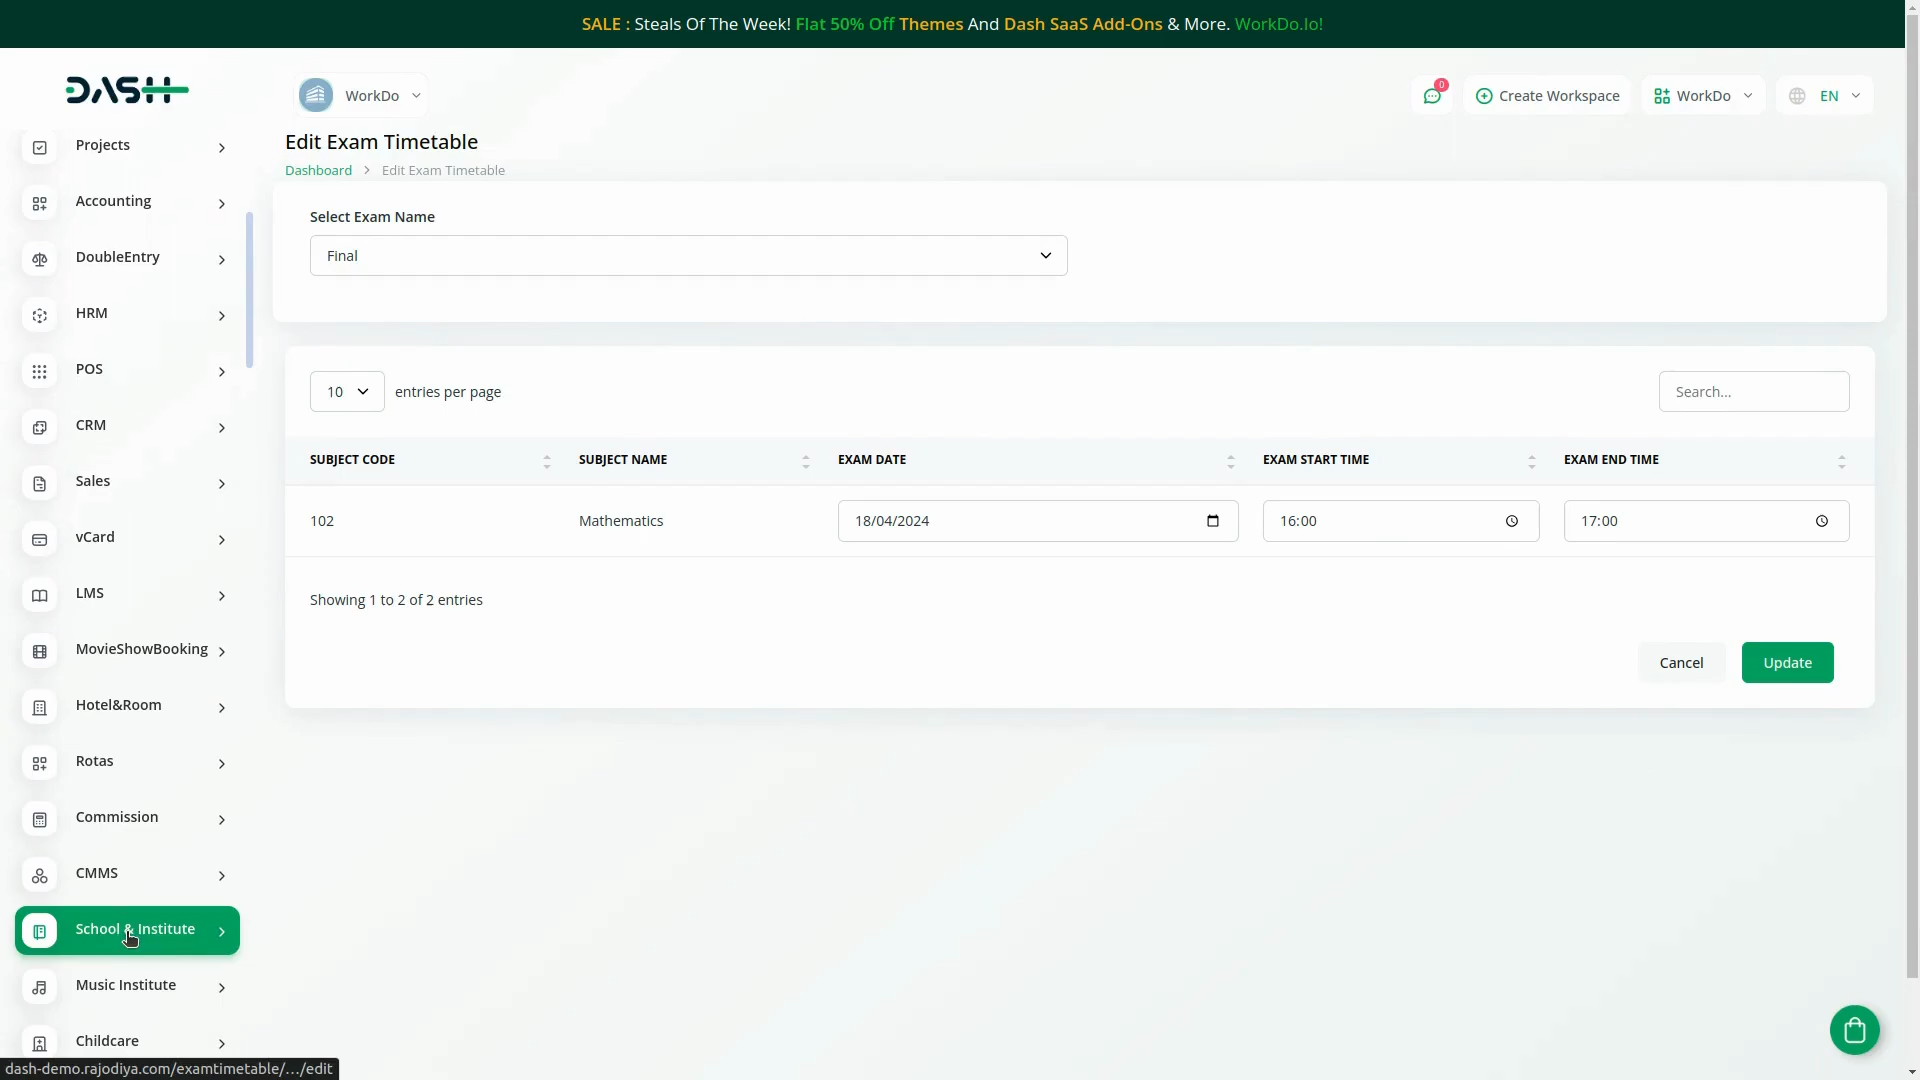 SALE : Steals Of The Week! Flat 50% Off Themes And Dash SaaS Add-Ons & More. WorkDo.Io!
DASH
WorkDo
0
Create Workspace
WorkDo
EN
Edit Exam Timetable
Dashboard > Edit Exam Timetable
Projects
Accounting
DoubleEntry
HRM
POS
CRM
Sales
vCard
LMS
MovieShowBooking
Hotel&Room
Rotas
Commission
CMMS
School & Institute
Music Institute
Childcare
Select Exam Name
Final
10 entries per page
Search...
SUBJECT CODE SUBJECT NAME EXAM DATE EXAM START TIME EXAM END TIME
102 Mathematics 18/04/2024 16:00 17:00
Showing 1 to 2 of 2 entries
Cancel Update
dash-demo.rajodiya.com/examtimetable/.../edit